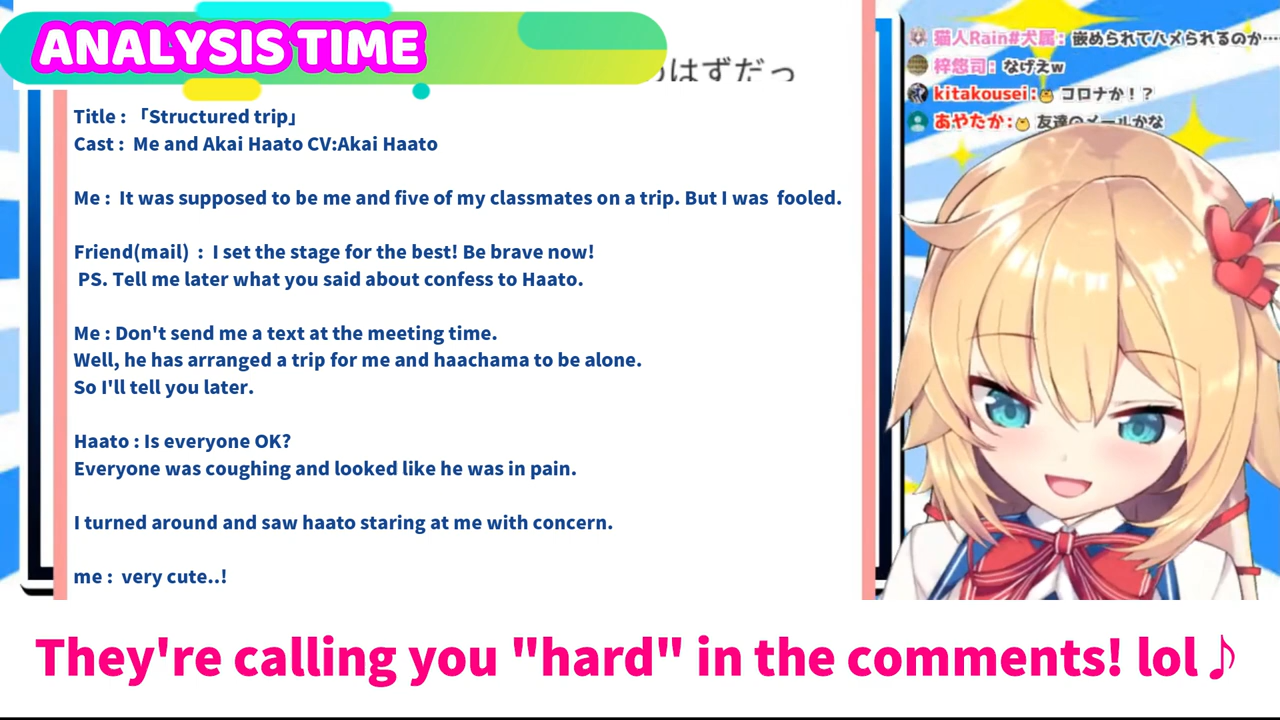 ANALYSIS TIME
はずだっ
Title : 「Structured trip」
Cast : Me and Akai Haato CV:Akai Haato
Me : It was supposed to be me and five of my classmates on a trip. But I was fooled.
Friend(mail) : I set the stage for the best! Be brave now!
PS. Tell me later what you said about confess to Haato.
Me : Don't send me a text at the meeting time.
Well, he has arranged a trip for me and haachama to be alone.
So I'll tell you later.
Haato : Is everyone OK?
Everyone was coughing and looked like he was in pain.
I turned around and saw haato staring at me with concern.
me : very cute..!
猫人Rain#犬属: 嵌められてハメられるのか…
梓悠司: なげえw
kitakousei: コロナか！？
あやたか: 友達のメールかな
They're calling you "hard" in the comments! lol♪